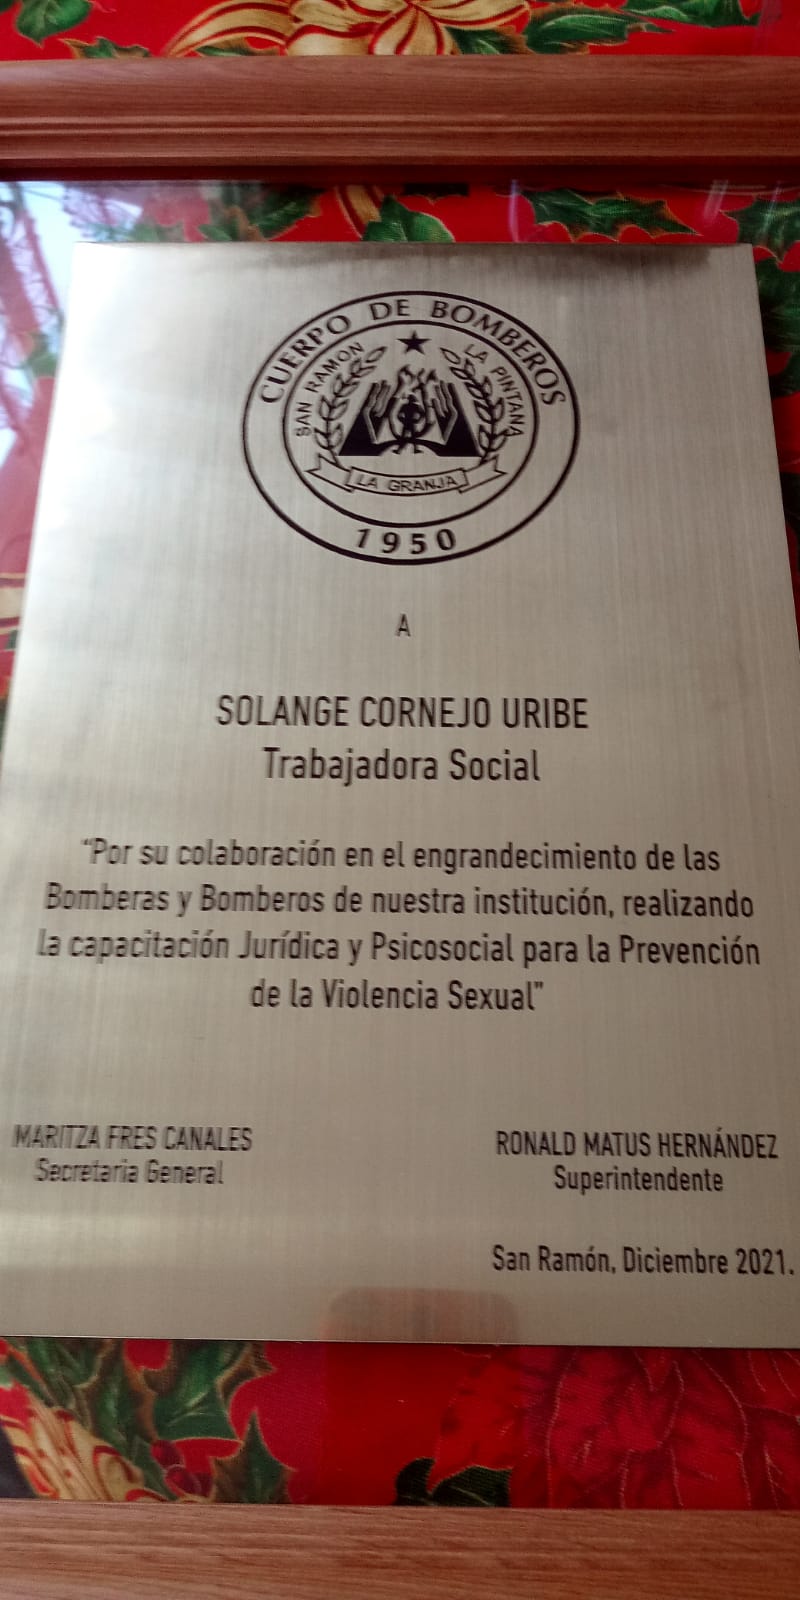 CUERPO DE BOMBEROS
SAN RAMON
LA PINTANA
LA GRANJA
1950
A
SOLANGE CORNEJO URIBE
Trabajadora Social
“Por su colaboración en el engrandecimiento de las
Bomberas y Bomberos de nuestra institución, realizando
la capacitación Jurídica y Psicosocial para la Prevención
de la Violencia Sexual”
MARITZA FRES CANALES
Secretaria General
RONALD MATUS HERNÁNDEZ
Superintendente
San Ramón, Diciembre 2021.